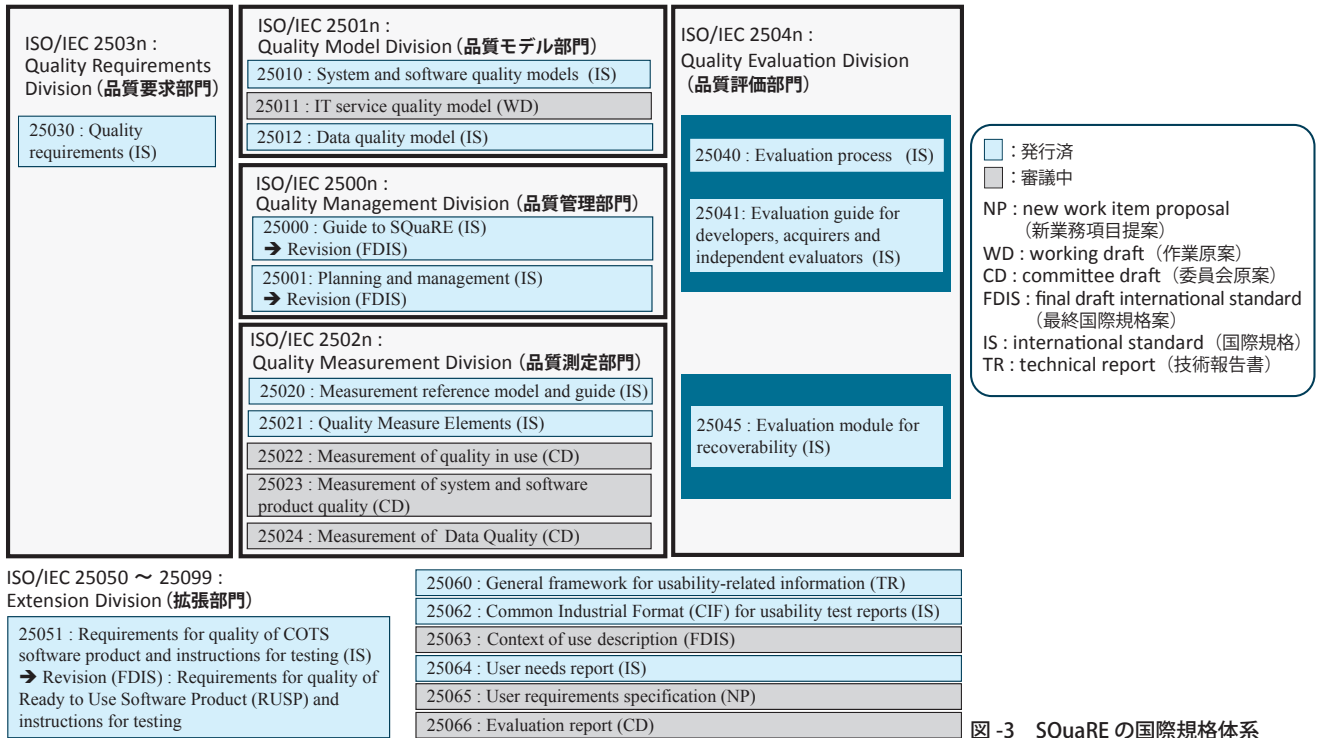 ISO/IEC 2503n :
Quality Requirements
Division（品質要求部門）
25030 : Quality
requirements (IS)
ISO/IEC 2501n :
Quality Model Division（品質モデル部門）
25010 : System and software quality models (IS)
25011 : IT service quality model (WD)
25012 : Data quality model (IS)
ISO/IEC 2500n :
Quality Management Division（品質管理部門）
25000 : Guide to SQuaRE (IS)
➔ Revision (FDIS)
25001: Planning and management (IS)
➔ Revision (FDIS)
ISO/IEC 2502n :
Quality Measurement Division（品質測定部門）
25020 : Measurement reference model and guide (IS)
25021 : Quality Measure Elements (IS)
25022 : Measurement of quality in use (CD)
25023 : Measurement of system and software
product quality (CD)
25024 : Measurement of Data Quality (CD)
ISO/IEC 2504n :
Quality Evaluation Division
（品質評価部門）
25040 : Evaluation process (IS)
25041: Evaluation guide for
developers, acquirers and
independent evaluators (IS)
25045 : Evaluation module for
recoverability (IS)
：発行済
：審議中
NP : new work item proposal
（新業務項目提案）
WD : working draft（作業原案）
CD : committee draft（委員会原案）
FDIS : final draft international standard
（最終国際規格案）
IS : international standard（国際規格）
TR : technical report（技術報告書）
ISO/IEC 25050 ～ 25099 :
Extension Division（拡張部門）
25051 : Requirements for quality of COTS
software product and instructions for testing (IS)
➔ Revision (FDIS) : Requirements for quality of
Ready to Use Software Product (RUSP) and
instructions for testing
25060 : General framework for usability-related information (TR)
25062 : Common Industrial Format (CIF) for usability test reports (IS)
25063 : Context of use description (FDIS)
25064 : User needs report (IS)
25065 : User requirements specification (NP)
25066 : Evaluation report (CD)
図-3 SQuaREの国際規格体系